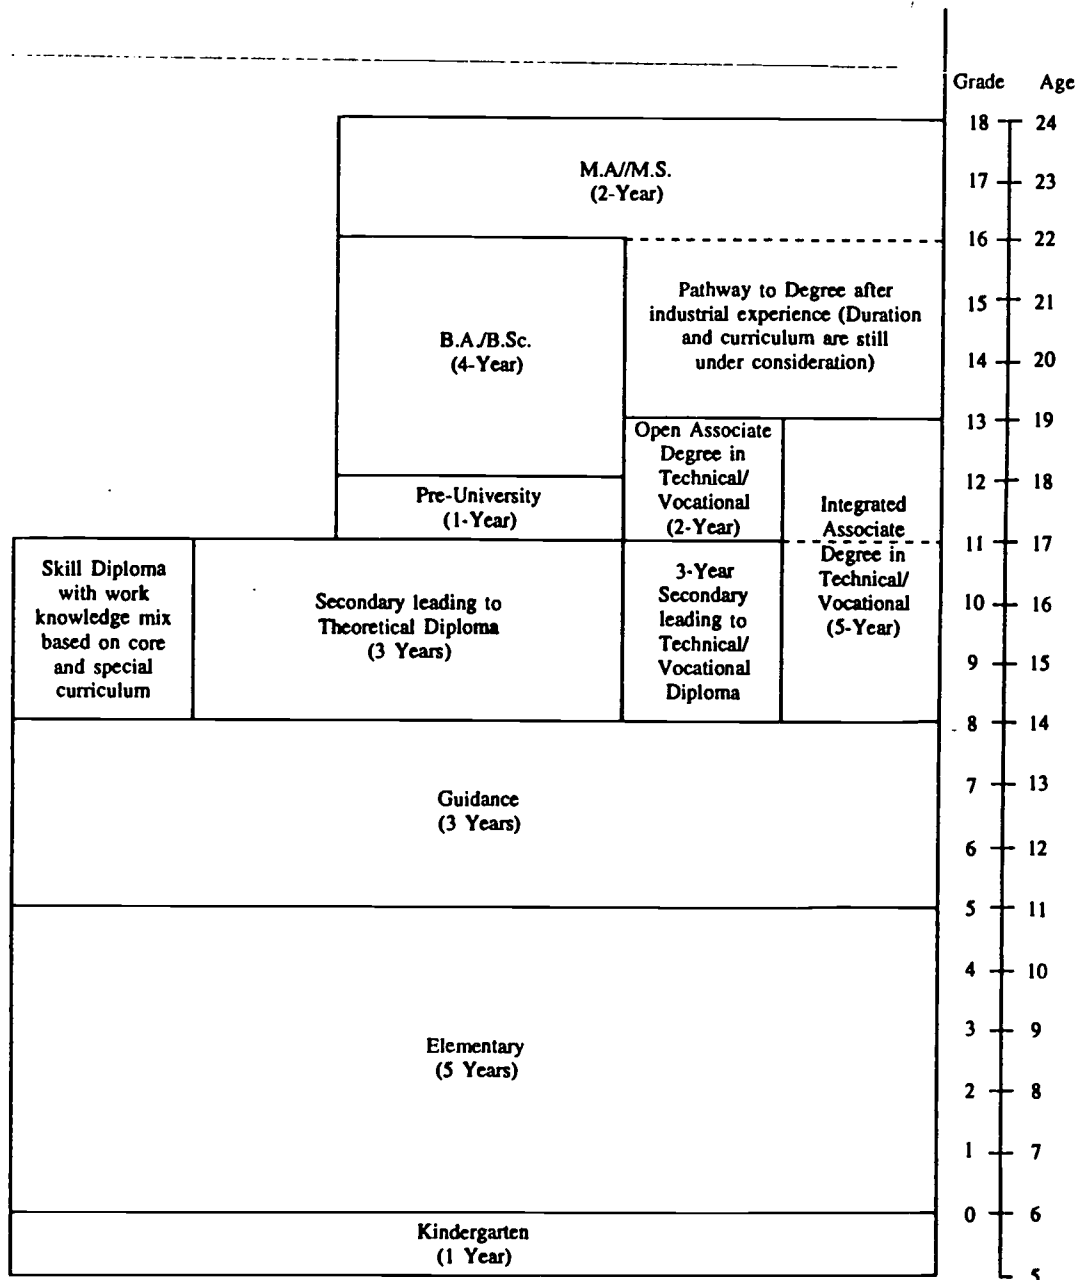 Grade Age
18 24
M.A//M.S.
(2-Year)
17 23
16 22
Pathway to Degree after
industrial experience (Duration
and curriculum are still
under consideration)
15 21
B.A./B.Sc.
(4-Year)
14 20
13 19
Open Associate
Degree in
Technical/
Vocational
(2-Year)
12 18
Pre-University
(1-Year)
Integrated
Associate
Degree in
Technical/
Vocational
(5-Year)
11 17
Skill Diploma
with work
knowledge mix
based on core
and special
curriculum
Secondary leading to
Theoretical Diploma
(3 Years)
3-Year
Secondary
leading to
Technical/
Vocational
Diploma
10 16
9 15
8 14
7 13
Guidance
(3 Years)
6 12
5 11
4 10
3 9
Elementary
(5 Years)
2 8
1 7
0 6
Kindergarten
(1 Year)
5